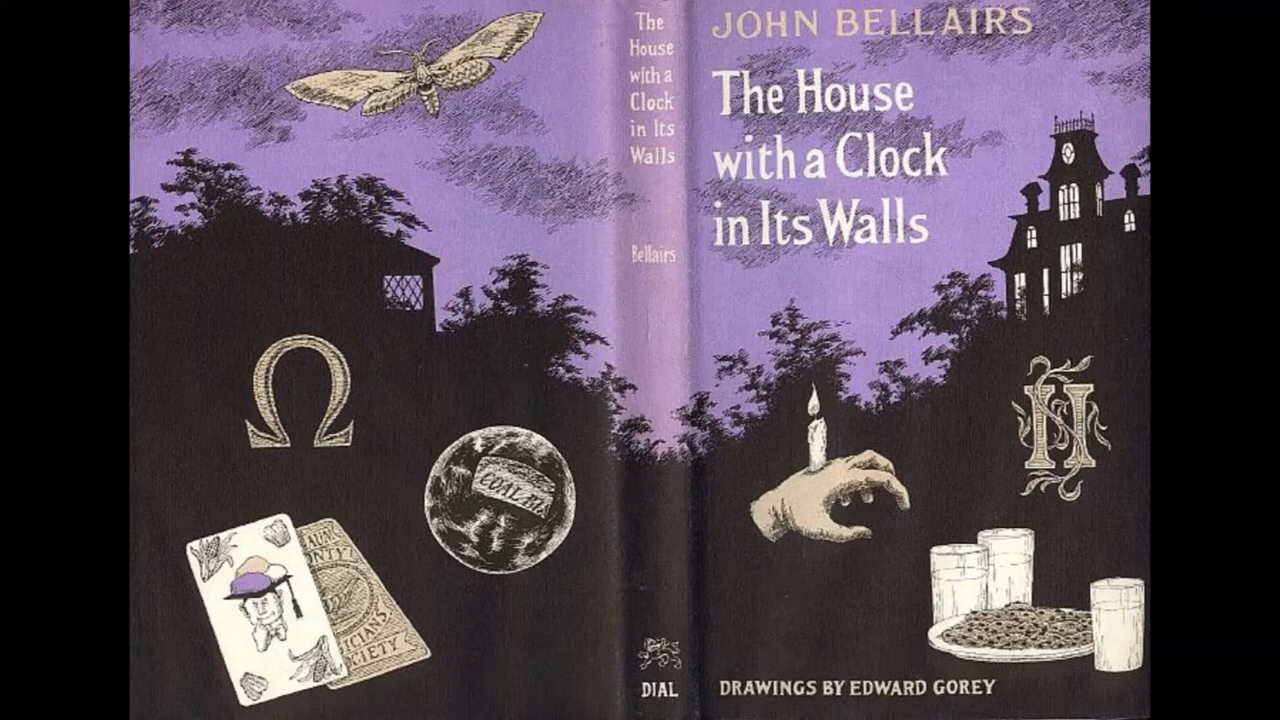 The
House
with a
Clock
in Its
Walls
Bellairs
DIAL
JOHN BELLAIRS
The House
with a Clock
in Its Walls
DRAWINGS BY EDWARD GOREY
Ω
H